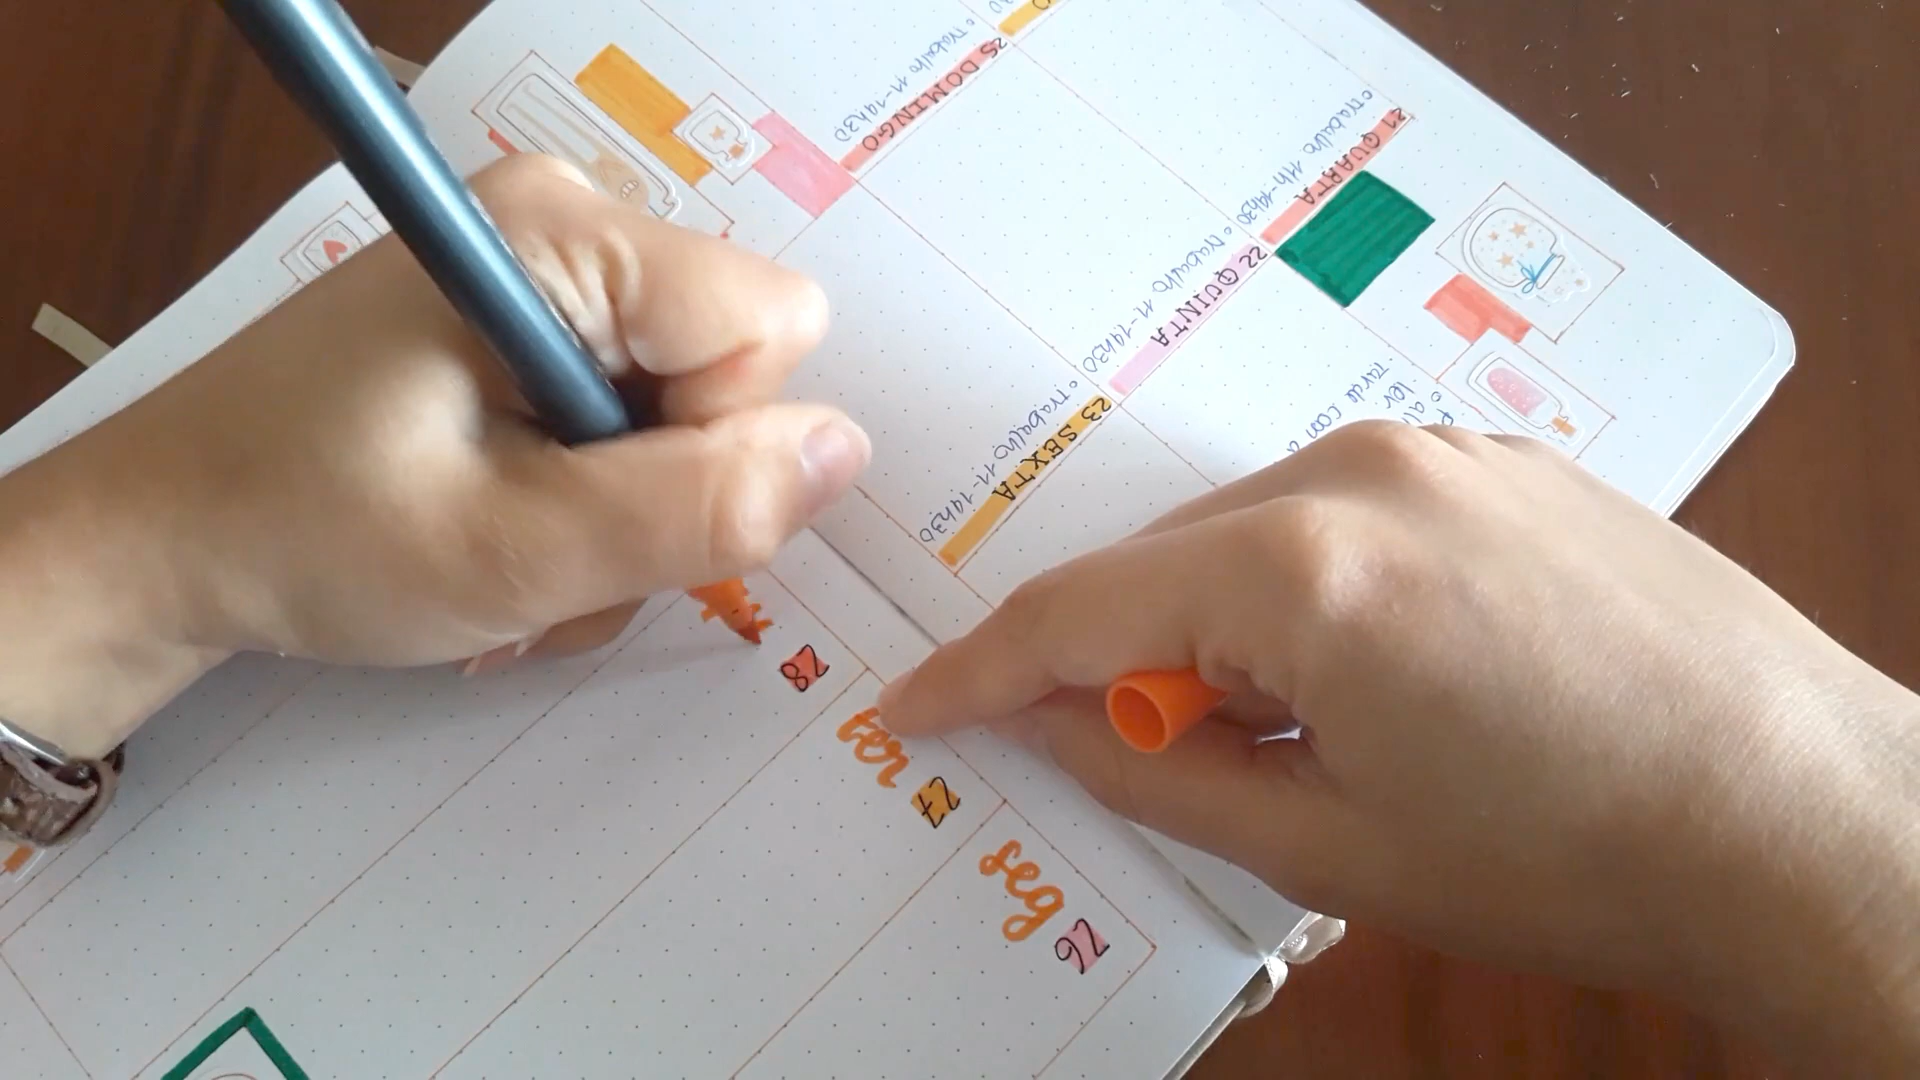 21 QUARTA
trabalho 11h-14h30
22 QUINTA
trabalho 11-14h30
23 SEXTA
trabalho 11-14h30
25 DOMINGO
trabalho 11-14h30
26
seg
27
ter
28